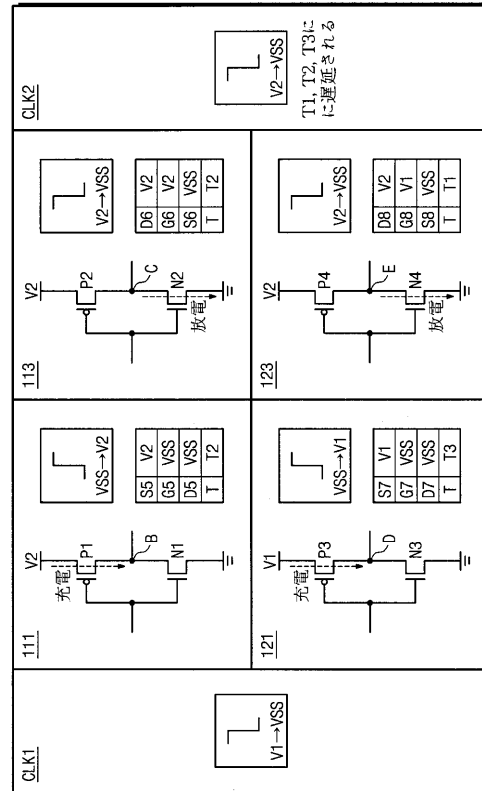 CLK1
V1→VSS
111
V2
充電
P1
B
N1
VSS→V2
S5 V2
G5 VSS
D5 VSS
T T2
113
V2
P2
C
N2
放電
V2→VSS
D6 V2
G6 V2
S6 VSS
T T2
121
V1
充電
P3
D
N3
VSS→V1
S7 V1
G7 VSS
D7 VSS
T T3
123
V2
P4
E
N4
放電
V2→VSS
D8 V2
G8 V1
S8 VSS
T T1
CLK2
V2→VSS
T1, T2, T3に
に遅延される